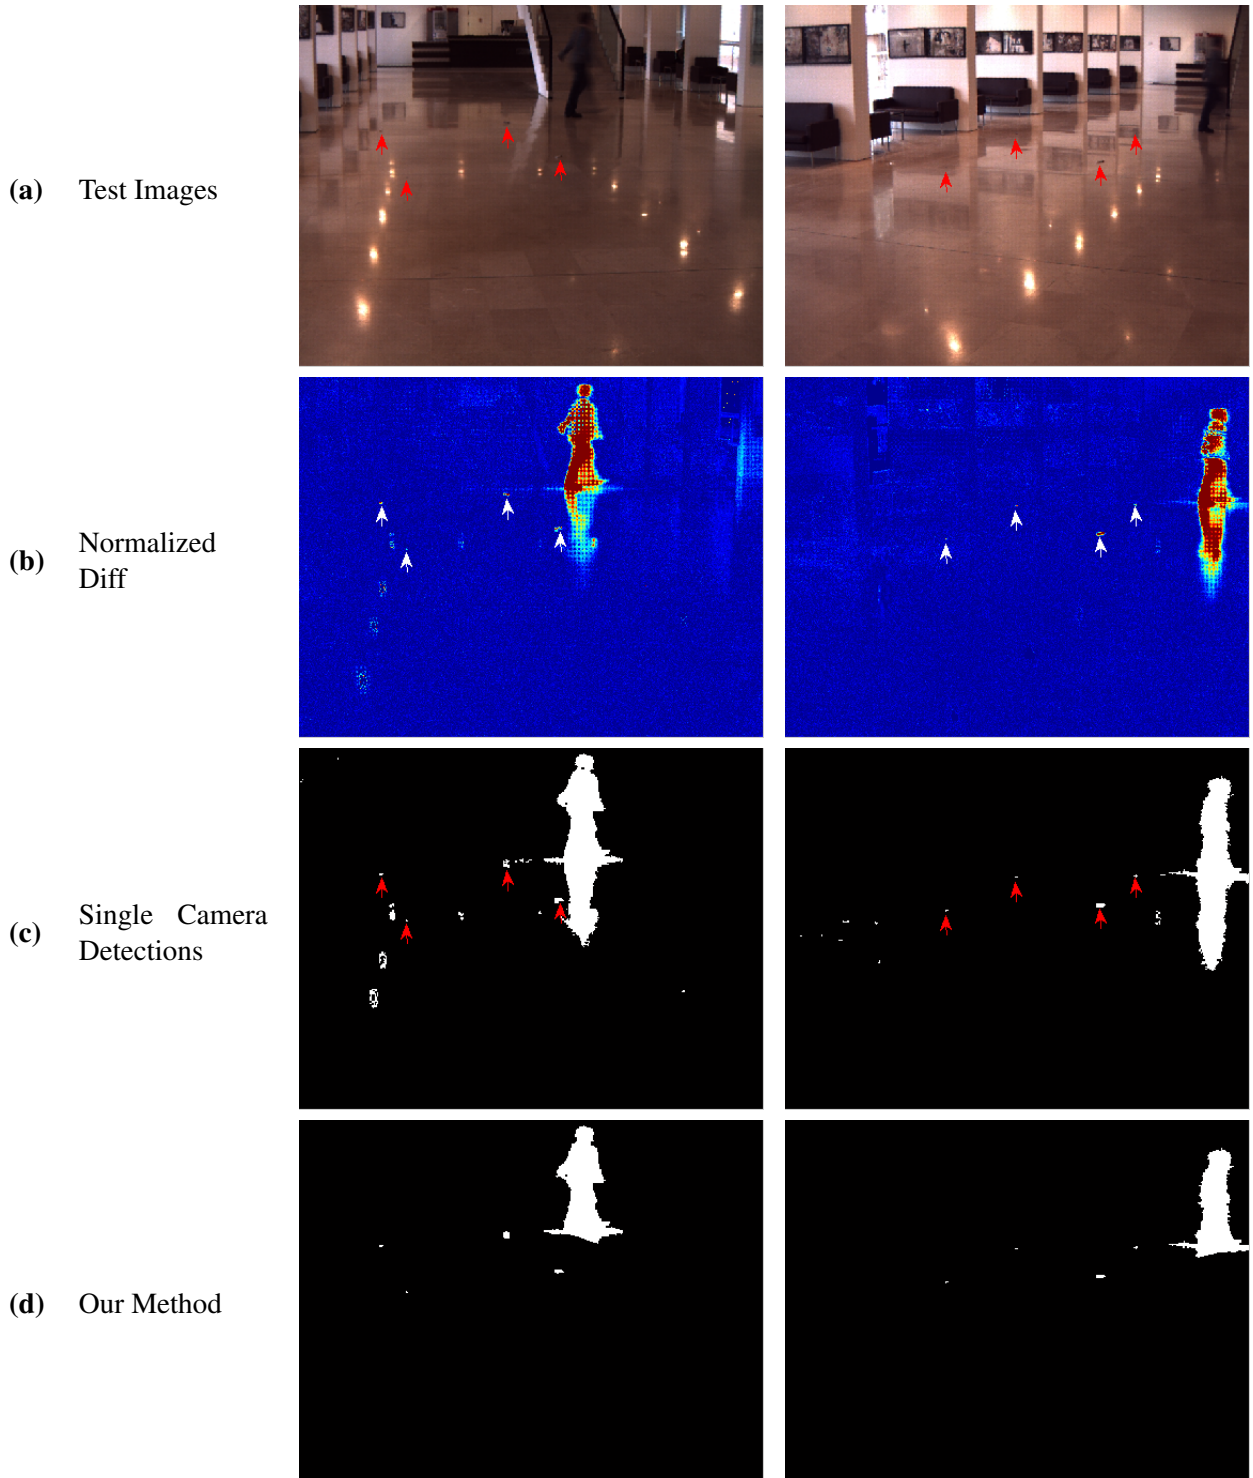 (a) Test Images
(b) Normalized
Diff
(c) Single Camera
Detections
(d) Our Method